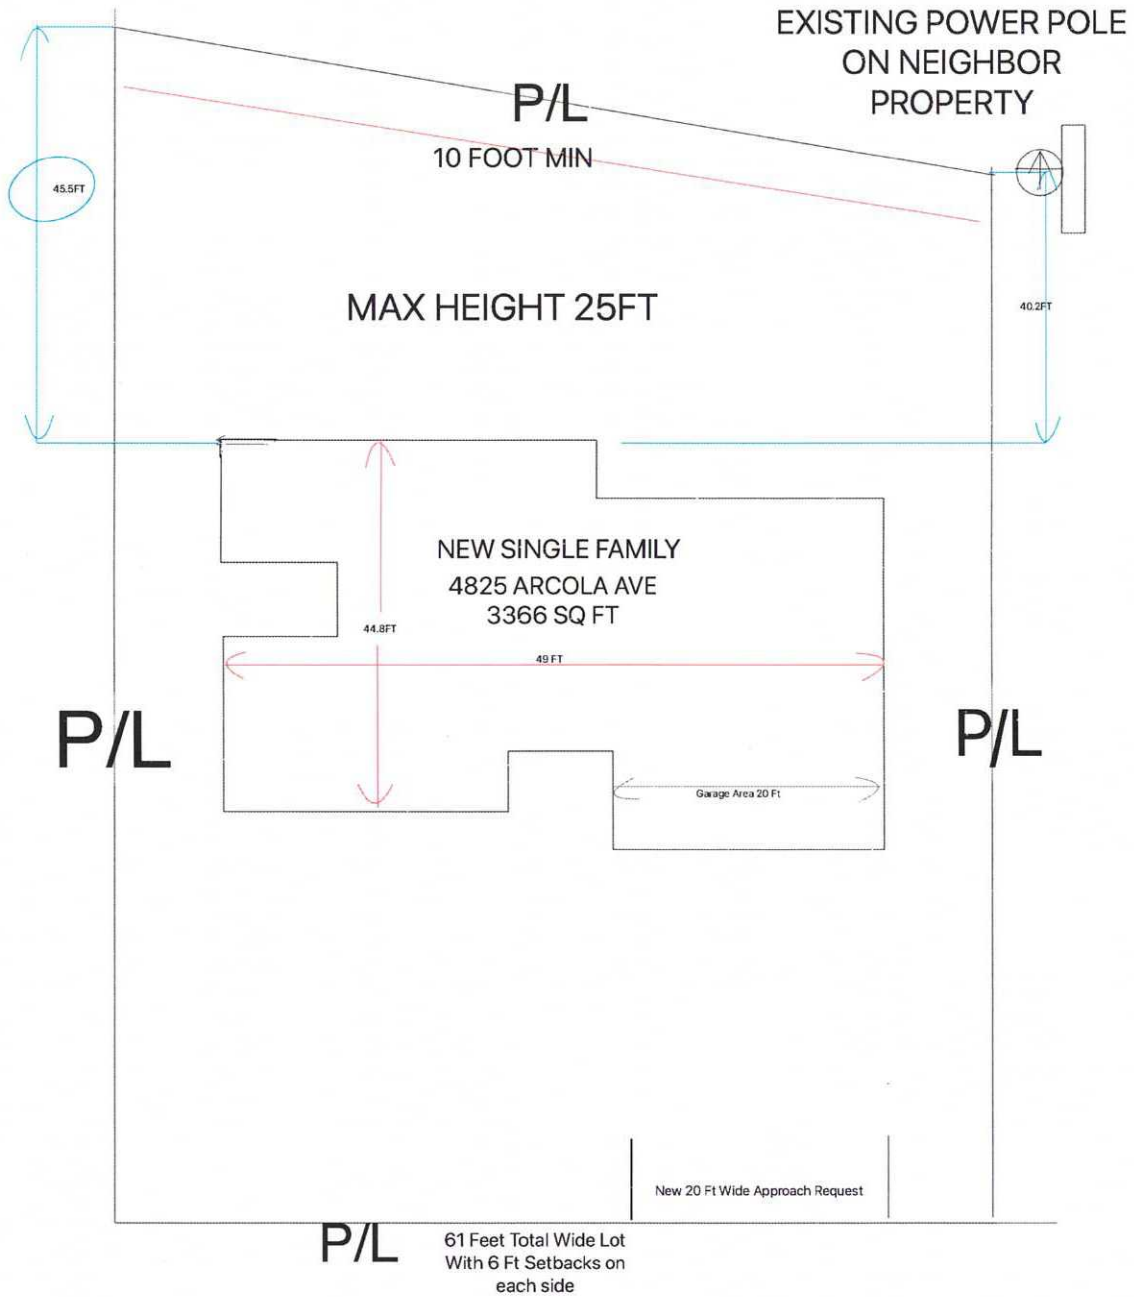 EXISTING POWER POLE
ON NEIGHBOR
PROPERTY
P/L
10 FOOT MIN
45.5FT
40.2FT
MAX HEIGHT 25FT
NEW SINGLE FAMILY
4825 ARCOLA AVE
3366 SQ FT
44.8FT
49 FT
P/L
P/L
Garage Area 20 Ft
New 20 Ft Wide Approach Request
P/L
61 Feet Total Wide Lot
With 6 Ft Setbacks on
each side